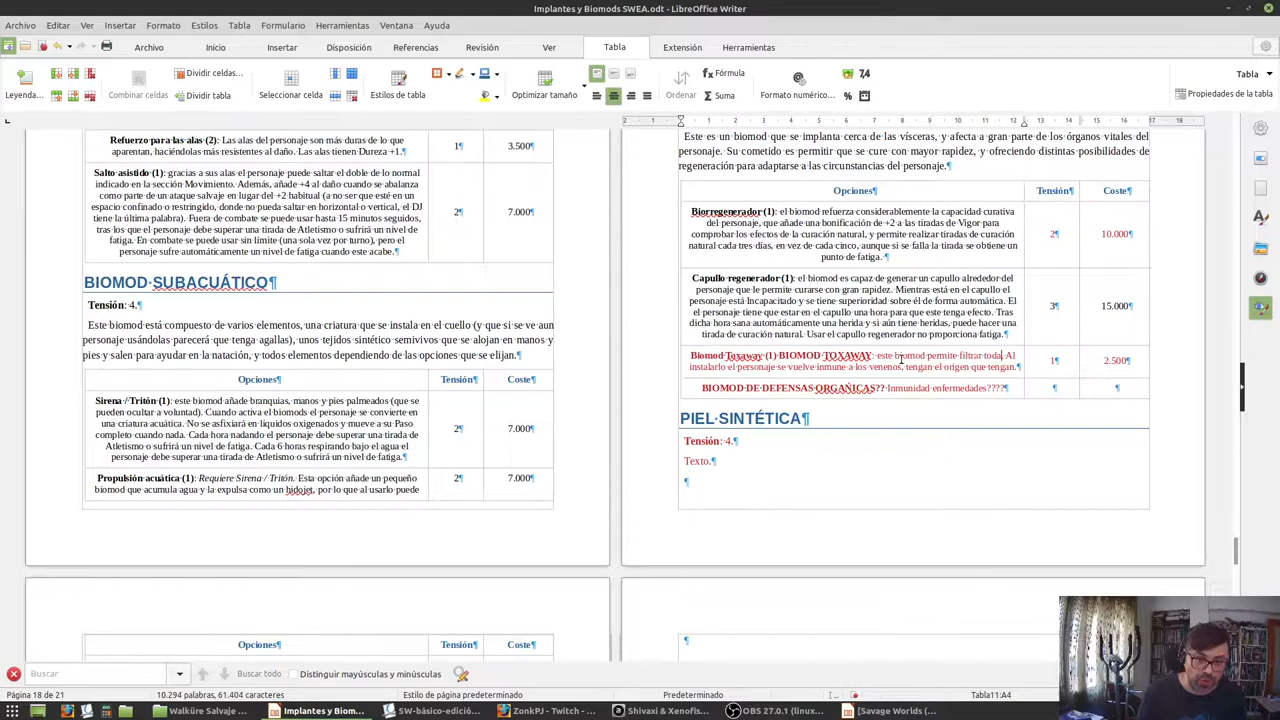 Implantes y Biomods SWEA.odt - LibreOffice Writer
Archivo Editar Ver Insertar Formato Estilos Tabla Formulario Herramientas Ventana Ayuda
Archivo Inicio Insertar Disposición Referencias Revisión Ver Tabla Extensión Herramientas
Leyenda...
Dividir celdas...
Combinar celdas
Dividir tabla
Seleccionar celda
Estilos de tabla
Optimizar tamaño
Ordenar
Fórmula
Suma
Formato numérico...
7,4
%
Tabla
Propiedades de la tabla
2 1 1 2 3 4 5 6 7 8 9 10 11 12 13 14 15 16 17 18
Refuerzo para las alas (2): Las alas del personaje son más duras de lo que
aparentan, haciéndolas más resistentes al daño. Las alas tienen Dureza +1.¶
1¶
3.500¶
Salto asistido (1): gracias a sus alas el personaje puede saltar el doble de lo normal
indicado en la sección Movimiento. Además, añade +4 al daño cuando se abalanza
como parte de un ataque salvaje en lugar del +2 habitual (a no ser que esté en un
espacio confinado o restringido, donde no pueda saltar en horizontal o vertical, el DJ
tiene la última palabra). Fuera de combate se puede usar hasta 15 minutos seguidos,
tras los que el personaje debe superar una tirada de Atletismo o sufrirá un nivel de
fatiga. En combate se puede usar sin límite (una sola vez por turno), pero el
personaje sufre automáticamente un nivel de fatiga cuando este acabe.¶
2¶
7.000¶
BIOMOD SUBACUÁTICO¶
Tensión: 4.¶
Este biomod está compuesto de varios elementos, una criatura que se instala en el cuello (y que si se ve aun
personaje usándolas parecerá que tenga agallas), unos tejidos sintético semivivos que se alojan en manos y
pies y salen para ayudar en la natación, y todos elementos dependiendo de las opciones que se elijan.¶
Opciones¶ Tensión¶ Coste¶
Sirena / Tritón (1): este biomod añade branquias, manos y pies palmeados (que se
pueden ocultar a voluntad). Cuando activa el biomods el personaje se convierte en
una criatura acuática. No se asfixiará en líquidos oxigenados y mueve a su Paso
completo cuando nada. Cada hora nadando el personaje debe superar una tirada de
Atletismo o sufrirá un nivel de fatiga. Cada 6 horas respirando bajo el agua el
personaje debe superar una tirada de Atletismo o sufrirá un nivel de fatiga.¶
2¶
7.000¶
Propulsión acuática (1): Requiere Sirena / Tritón. Esta opción añade un pequeño
biomod que acumula agua y la expulsa como un hidojet, por lo que al usarlo puede
2¶
7.000¶
Opciones¶ Tensión¶ Coste¶
Este es un biomod que se implanta cerca de las vísceras, y afecta a gran parte de los órganos vitales del
personaje. Su cometido es permitir que se cure con mayor rapidez, y ofreciendo distintas posibilidades de
regeneración para adaptarse a las circunstancias del personaje.¶
Opciones¶ Tensión¶ Coste¶
Biorregenerador (1): el biomod refuerza considerablemente la capacidad curativa
del personaje, que añade una bonificación de +2 a las tiradas de Vigor para
comprobar los efectos de la curación natural, y permite realizar tiradas de curación
natural cada tres días, en vez de cada cinco, aunque si se falla la tirada se obtiene un
punto de fatiga. ¶
2¶
10.000¶
Capullo regenerador (1): el biomod es capaz de generar un capullo alrededor del
personaje que le permite curarse con gran rapidez. Mientras está en el capullo el
personaje está Incapacitado y se tiene superioridad sobre él de forma automática. El
el personaje tiene que estar en el capullo una hora para que esto tenga efecto. Tras
dicha hora sana automáticamente una herida y si aún tiene heridas, puede hacer una
tirada de curación natural. Usar el capullo regenerador no proporciona fatiga.¶
3¶
15.000¶
Biomod Toxaway (1) BIOMOD TOXAWAY: este biomod permite filtrar toda. Al
instalarlo el personaje se vuelve inmune a los venenos, tengan el origen que tengan.¶
1¶
2.500¶
BIOMOD DE DEFENSAS ORGÁNICAS?? Inmunidad enfermedades????¶
¶ ¶
PIEL SINTÉTICA¶
Tensión: 4.¶
Texto.¶
¶
¶
Buscar
Buscar todo
Distinguir mayúsculas y minúsculas
Página 18 de 21
10.294 palabras, 61.404 caracteres
Estilo de página predeterminado
Predeterminado
Tabla11:A4
Walküre Salvaje
Implantes y Biom...
SW-básico-edició...
ZonkPJ - Twitch - ...
Shivaxi & Xenofis...
OBS 27.0.1 (linux...
[Savage Worlds (...